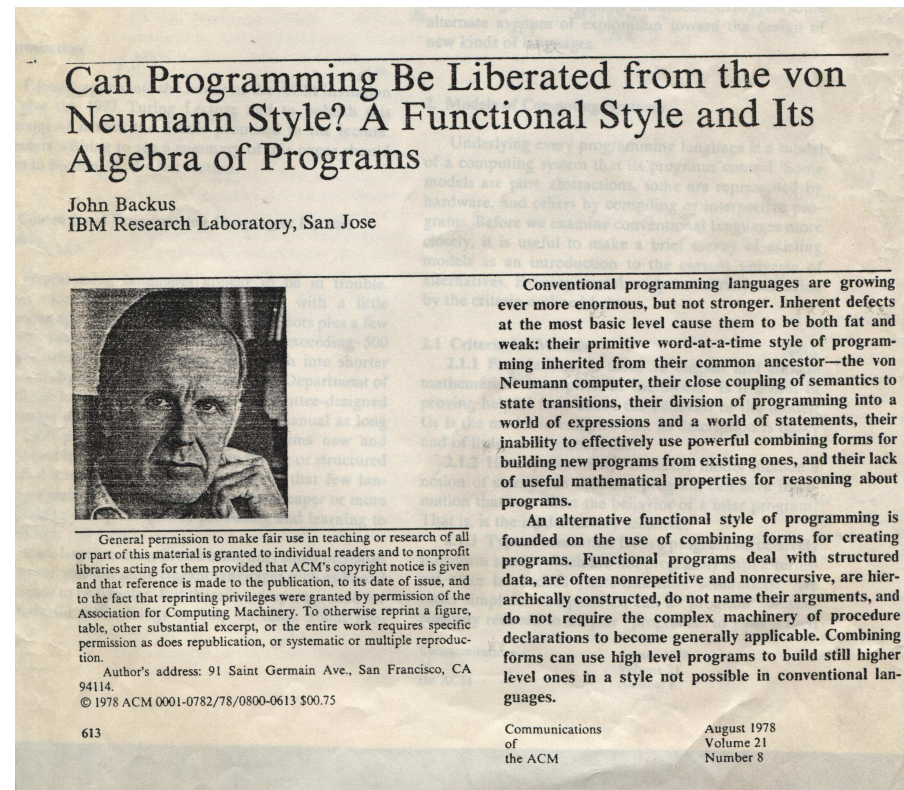 Can Programming Be Liberated from the von
Neumann Style? A Functional Style and Its
Algebra of Programs
John Backus
IBM Research Laboratory, San Jose
General permission to make fair use in teaching or research of all
or part of this material is granted to individual readers and to nonprofit
libraries acting for them provided that ACM's copyright notice is given
and that reference is made to the publication, to its date of issue, and
to the fact that reprinting privileges were granted by permission of the
Association for Computing Machinery. To otherwise reprint a figure,
table, other substantial excerpt, or the entire work requires specific
permission as does republication, or systematic or multiple reproduc-
tion.
Author's address: 91 Saint Germain Ave., San Francisco, CA
94114.
© 1978 ACM 0001-0782/78/0800-0613 $00.75
Conventional programming languages are growing
ever more enormous, but not stronger. Inherent defects
at the most basic level cause them to be both fat and
weak: their primitive word-at-a-time style of program-
ming inherited from their common ancestor—the von
Neumann computer, their close coupling of semantics to
state transitions, their division of programming into a
world of expressions and a world of statements, their
inability to effectively use powerful combining forms for
building new programs from existing ones, and their lack
of useful mathematical properties for reasoning about
programs.
An alternative functional style of programming is
founded on the use of combining forms for creating
programs. Functional programs deal with structured
data, are often nonrepetitive and nonrecursive, are hier-
archically constructed, do not name their arguments, and
do not require the complex machinery of procedure
declarations to become generally applicable. Combining
forms can use high level programs to build still higher
level ones in a style not possible in conventional lan-
guages.
613
Communications
of
the ACM
August 1978
Volume 21
Number 8